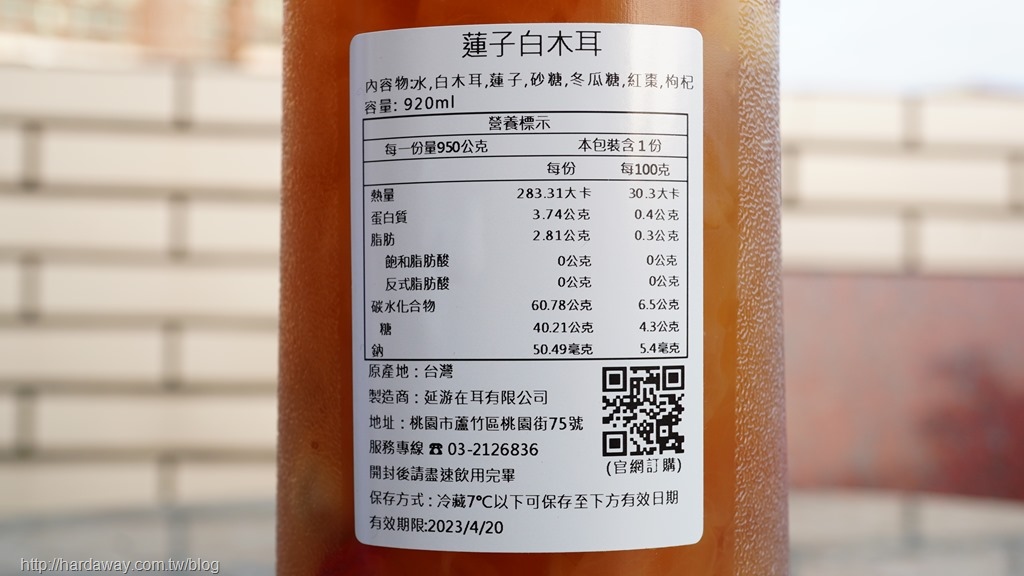 蓮子白木耳
內容物:水,白木耳,蓮子,砂糖,冬瓜糖,紅棗,枸杞
容量: 920ml
營養標示
每一份量950公克 本包裝含1份
每份 每100克
熱量 283.31大卡 30.3大卡
蛋白質 3.74公克 0.4公克
脂肪 2.81公克 0.3公克
飽和脂肪酸 0公克 0公克
反式脂肪酸 0公克 0公克
碳水化合物 60.78公克 6.5公克
糖 40.21公克 4.3公克
鈉 50.49毫克 5.4毫克
原產地：台灣
製造商：延游在耳有限公司
地址：桃園市蘆竹區桃園街75號
服務專線 ☎ 03-2126836
(官網訂購)
開封後請盡速飲用完畢
保存方式：冷藏7℃以下可保存至下方有效日期
有效期限:2023/4/20
http://hardaway.com.tw/blog